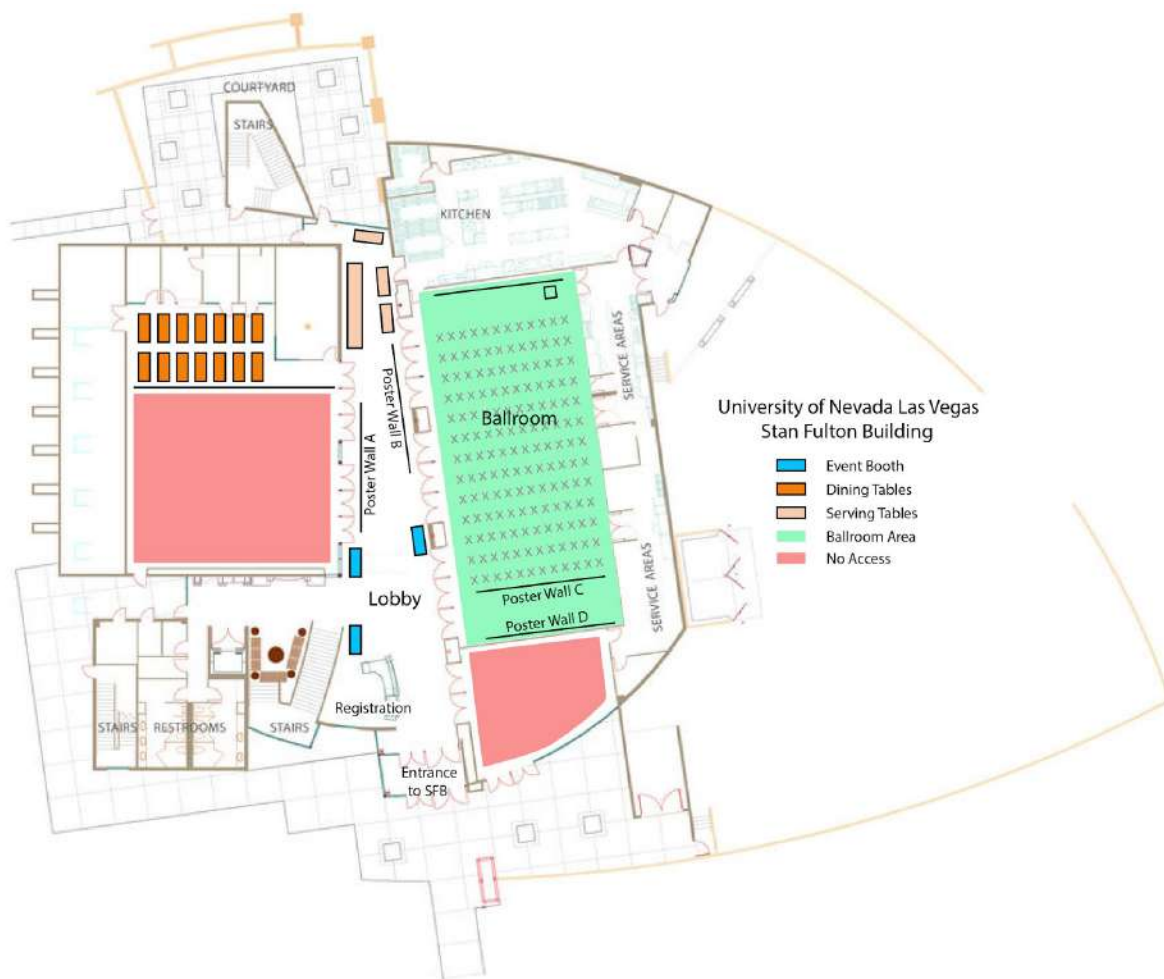 COURTYARD
STAIRS
KITCHEN
SERVICE AREAS
Poster Wall B
Poster Wall A
Ballroom
University of Nevada Las Vegas
Stan Fulton Building
Event Booth
Dining Tables
Serving Tables
Ballroom Area
No Access
Lobby
Poster Wall C
Poster Wall D
SERVICE AREAS
Registration
STAIRS
RESTROOMS
STAIRS
Entrance
to SFB